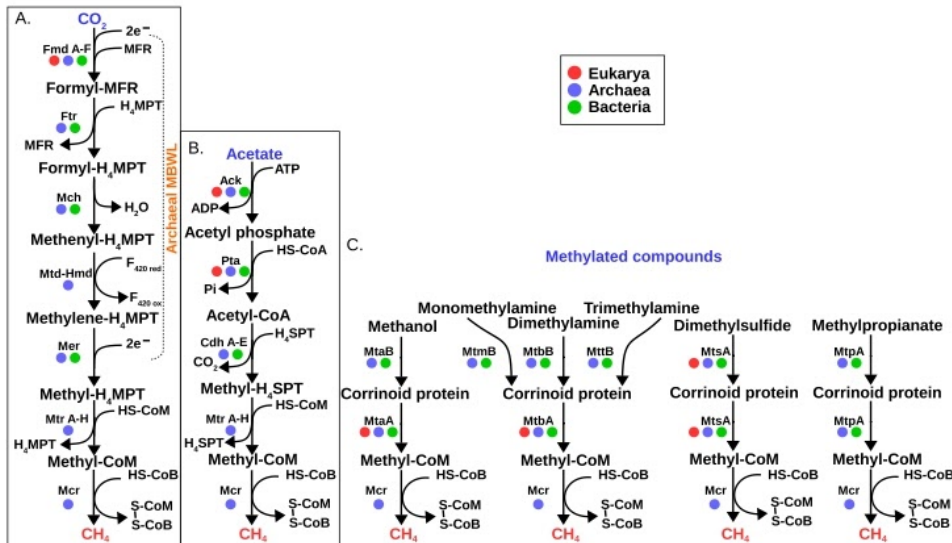 A.
CO2
2e−
Fmd A-F
MFR
Formyl-MFR
H4MPT
Ftr
MFR
Formyl-H4MPT
Mch
H2O
Methenyl-H4MPT
Mtd-Hmd
F420 red
F420 ox
Methylene-H4MPT
Mer
2e−
Methyl-H4MPT
HS-CoM
Mtr A-H
H4MPT
Methyl-CoM
HS-CoB
Mcr
S-CoM
S-CoB
CH4
Archaeal MBWL
B.
Acetate
ATP
Ack
ADP
Acetyl phosphate
HS-CoA
Pta
Pi
Acetyl-CoA
H4SPT
Cdh A-E
CO2
Methyl-H4SPT
HS-CoM
Mtr A-H
H4SPT
Methyl-CoM
HS-CoB
Mcr
S-CoM
S-CoB
CH4
Eukarya
Archaea
Bacteria
C.
Methylated compounds
Methanol
MtaB
Corrinoid protein
MtaA
Methyl-CoM
HS-CoB
Mcr
S-CoM
S-CoB
CH4
Monomethylamine
Trimethylamine
Dimethylamine
MtmB
MtbB
MttB
Corrinoid protein
MtbA
Methyl-CoM
HS-CoB
Mcr
S-CoM
S-CoB
CH4
Dimethylsulfide
MtsA
Corrinoid protein
MtsA
Methyl-CoM
HS-CoB
Mcr
S-CoM
S-CoB
CH4
Methylpropianate
MtpA
Corrinoid protein
MtpA
Methyl-CoM
HS-CoB
Mcr
S-CoM
S-CoB
CH4